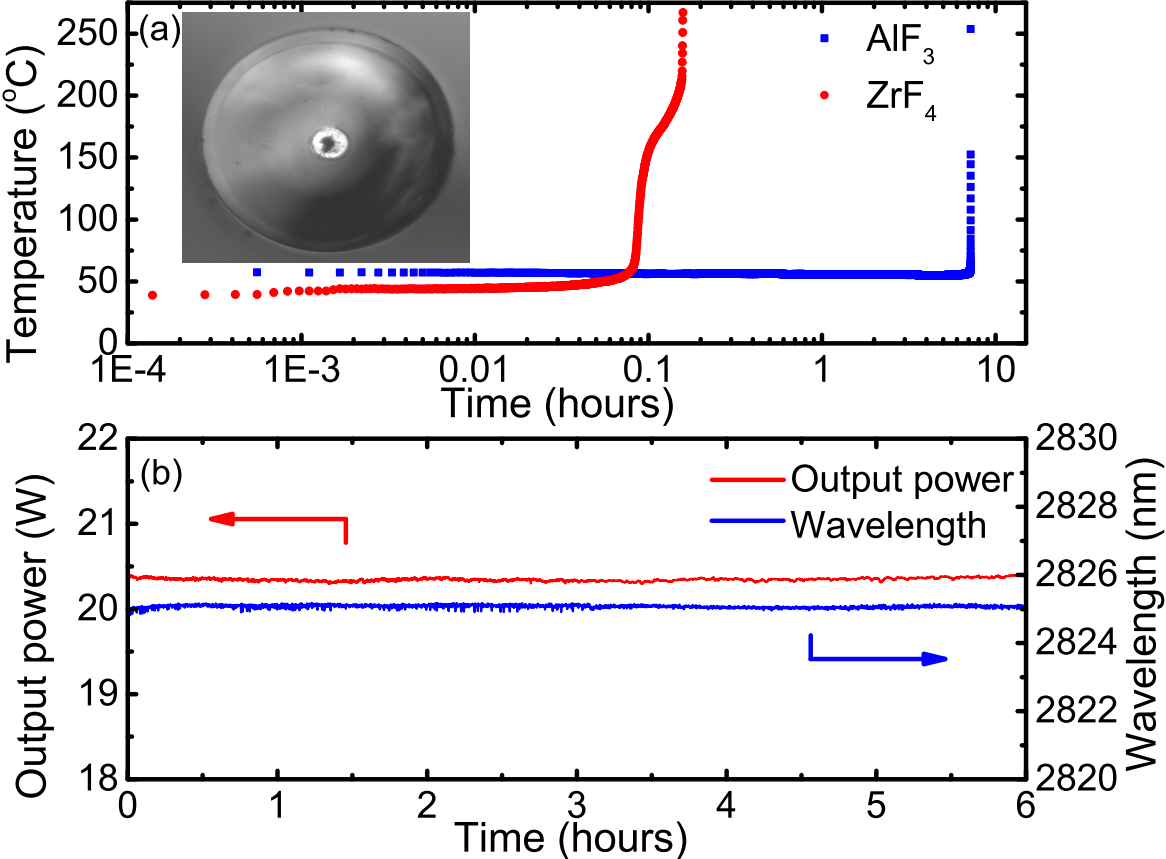 (a)
AlF3
ZrF4
Temperature (oC)
250
200
150
100
50
0
1E-4 1E-3 0.01 0.1 1 10
Time (hours)
(b)
Output power
Wavelength
Output power (W)
22
21
20
19
18
Wavelength (nm)
2830
2828
2826
2824
2822
2820
0 1 2 3 4 5 6
Time (hours)